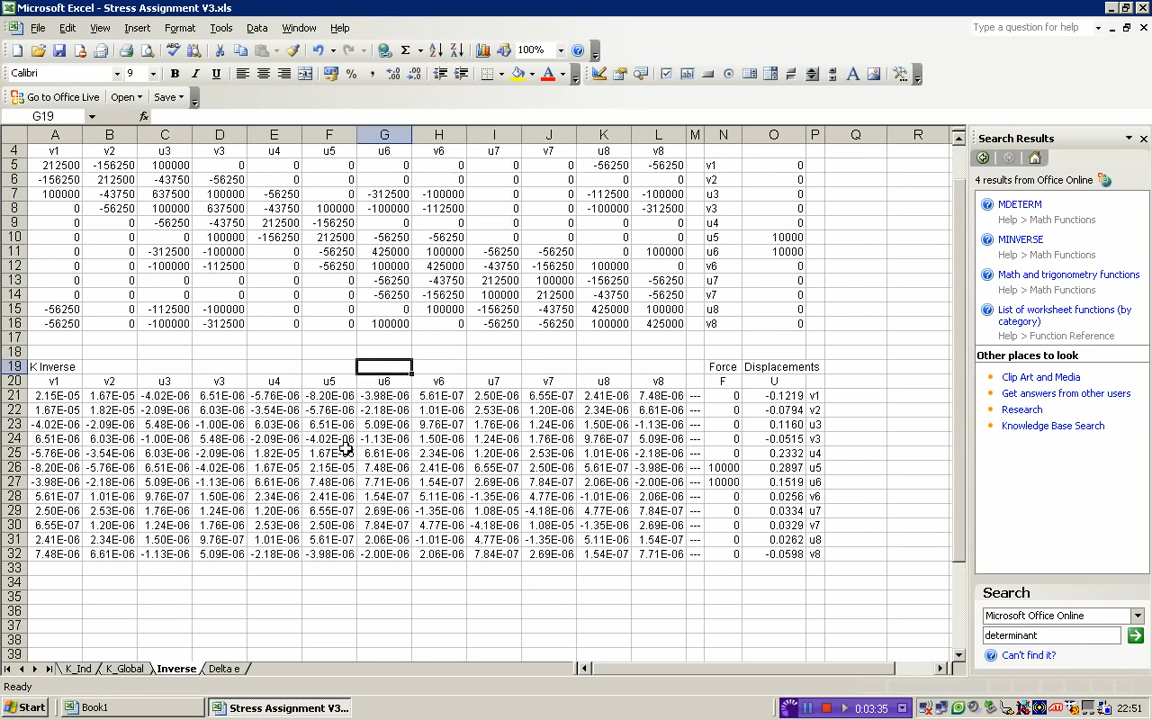 Microsoft Excel - Stress Assignment V3.xls
File Edit View Insert Format Tools Data Window Help Type a question for help
100%
Calibri 9 B I U
Go to Office Live Open Save
G19 fx
A B C D E F G H I J K L M N O P Q R
4 v1 v2 u3 v3 u4 u5 u6 v6 u7 v7 u8 v8
5 212500 -156250 100000 0 0 0 0 0 0 0 -56250 -56250 v1 0
6 -156250 212500 -43750 -56250 0 0 0 0 0 0 0 0 v2 0
7 100000 -43750 637500 100000 -56250 0 -312500 -100000 0 0 -112500 -100000 u3 0
8 0 -56250 100000 637500 -43750 100000 -100000 -112500 0 0 -100000 -312500 v3 0
9 0 0 -56250 -43750 212500 -156250 0 0 0 0 0 0 u4 0
10 0 0 0 100000 -156250 212500 -56250 -56250 0 0 0 0 u5 10000
11 0 0 -312500 -100000 0 -56250 425000 100000 -56250 -56250 0 100000 u6 10000
12 0 0 -100000 -112500 0 -56250 100000 425000 -43750 -156250 100000 0 v6 0
13 0 0 0 0 0 0 -56250 -43750 212500 100000 -156250 -56250 u7 0
14 0 0 0 0 0 0 -56250 -156250 100000 212500 -43750 -56250 v7 0
15 -56250 0 -112500 -100000 0 0 0 100000 -156250 -43750 425000 100000 u8 0
16 -56250 0 -100000 -312500 0 0 100000 0 -56250 -56250 100000 425000 v8 0
17
18
19 K Inverse Force Displacements
20 v1 v2 u3 v3 u4 u5 u6 v6 u7 v7 u8 v8 F U
21 2.15E-05 1.67E-05 -4.02E-06 6.51E-06 -5.76E-06 -8.20E-06 -3.98E-06 5.61E-07 2.50E-06 6.55E-07 2.41E-06 7.48E-06 --- 0 -0.1219 v1
22 1.67E-05 1.82E-05 -2.09E-06 6.03E-06 -3.54E-06 -5.76E-06 -2.18E-06 1.01E-06 2.53E-06 1.20E-06 2.34E-06 6.61E-06 --- 0 -0.0794 v2
23 -4.02E-06 -2.09E-06 5.48E-06 -1.00E-06 6.03E-06 6.51E-06 5.09E-06 9.76E-07 1.76E-06 1.24E-06 1.50E-06 -1.13E-06 --- 0 0.1160 u3
24 6.51E-06 6.03E-06 -1.00E-06 5.48E-06 -2.09E-06 -4.02E-06 -1.13E-06 1.50E-06 1.24E-06 1.76E-06 9.76E-07 5.09E-06 --- 0 -0.0515 v3
25 -5.76E-06 -3.54E-06 6.03E-06 -2.09E-06 1.82E-05 6.61E-06 2.34E-06 1.20E-06 2.53E-06 1.01E-06 -2.18E-06 --- 0 0.2332 u4
26 -8.20E-06 -5.76E-06 6.51E-06 -4.02E-06 1.67E-05 2.15E-05 7.48E-06 2.41E-06 6.55E-07 2.50E-06 5.61E-07 -3.98E-06 --- 10000 0.2897 u5
27 -3.98E-06 -2.18E-06 5.09E-06 -1.13E-06 6.61E-06 7.48E-06 7.71E-06 1.54E-07 2.69E-06 7.84E-07 2.06E-06 -2.00E-06 --- 10000 0.1519 u6
28 5.61E-07 1.01E-06 9.76E-07 1.50E-06 2.34E-06 2.41E-06 1.54E-07 5.11E-06 -1.35E-06 4.77E-06 -1.01E-06 2.06E-06 --- 0 0.0256 v6
29 2.50E-06 2.53E-06 1.76E-06 1.24E-06 1.20E-06 6.55E-07 2.69E-06 -1.35E-06 1.08E-05 -4.18E-06 4.77E-06 7.84E-07 --- 0 0.0334 u7
30 6.55E-07 1.20E-06 1.24E-06 1.76E-06 2.53E-06 2.50E-06 7.84E-07 4.77E-06 -4.18E-06 1.08E-05 -1.35E-06 2.69E-06 --- 0 0.0329 v7
31 2.41E-06 2.34E-06 1.50E-06 9.76E-07 1.01E-06 5.61E-07 2.06E-06 -1.01E-06 4.77E-06 -1.35E-06 5.11E-06 1.54E-07 --- 0 0.0262 u8
32 7.48E-06 6.61E-06 -1.13E-06 5.09E-06 -2.18E-06 -3.98E-06 -2.00E-06 2.06E-06 7.84E-07 2.69E-06 1.54E-07 7.71E-06 --- 0 -0.0598 v8
33
34
35
36
37
38
39
K_Ind K_Global Inverse Delta e
Ready
Search Results
4 results from Office Online
MDETERM
Help > Math Functions
MINVERSE
Help > Math Functions
Math and trigonometry functions
Help > Math Functions
List of worksheet functions (by
category)
Help > Function Reference
Other places to look
Clip Art and Media
Get answers from other users
Research
Knowledge Base Search
Search
Microsoft Office Online
determinant
Can't find it?
Start Book1 Stress Assignment V3... 0:03:35 22:51